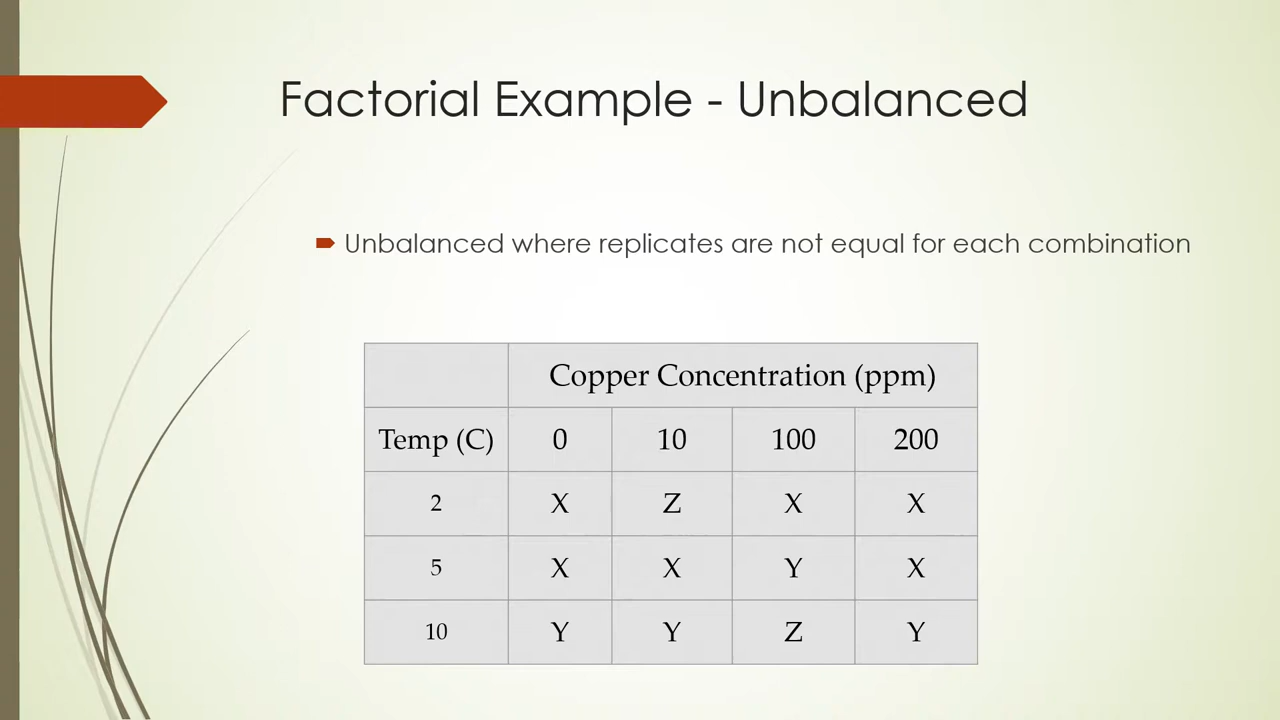 Factorial Example - Unbalanced
Unbalanced where replicates are not equal for each combination
Copper Concentration (ppm)
Temp (C) 0 10 100 200
2 X Z X X
5 X X Y X
10 Y Y Z Y